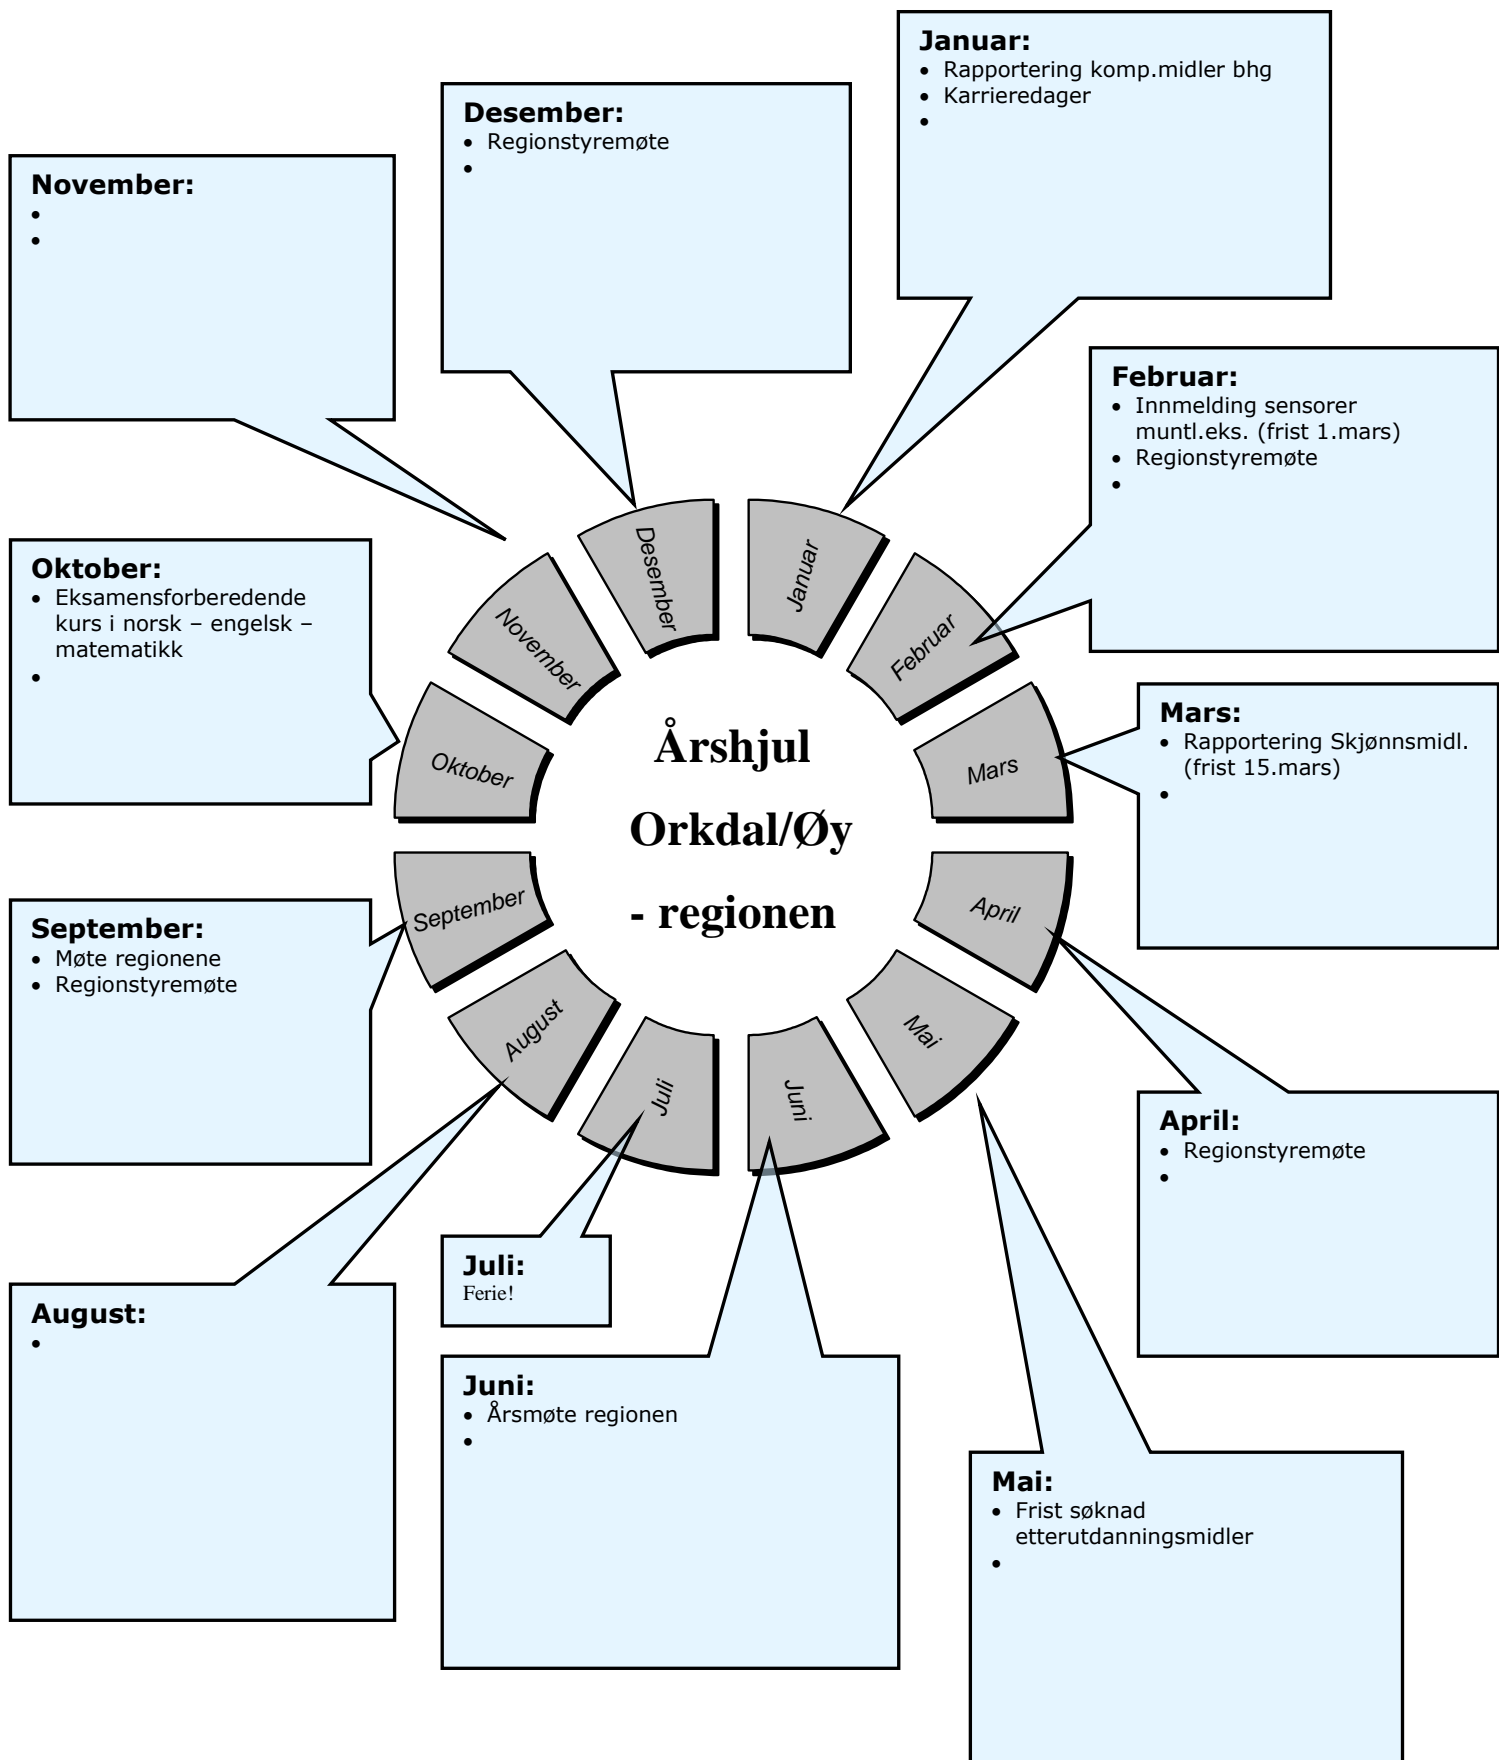 Januar:
• Rapportering komp.midler bhg
• Karrieredager
•
Desember:
• Regionstyremøte
•
November:
•
•
Februar:
• Innmelding sensorer
muntl.eks. (frist 1.mars)
• Regionstyremøte
•
Oktober:
• Eksamensforberedende
kurs i norsk – engelsk –
matematikk
•
Mars:
• Rapportering Skjønnsmidl.
(frist 15.mars)
•
Desember
Januar
November
Februar
Oktober
Mars
September
April
August
Mai
Juli
Juni
Årshjul
Orkdal/Øy
- regionen
September:
• Møte regionene
• Regionstyremøte
April:
• Regionstyremøte
•
Juli:
Ferie!
August:
•
Juni:
• Årsmøte regionen
•
Mai:
• Frist søknad
etterutdanningsmidler
•